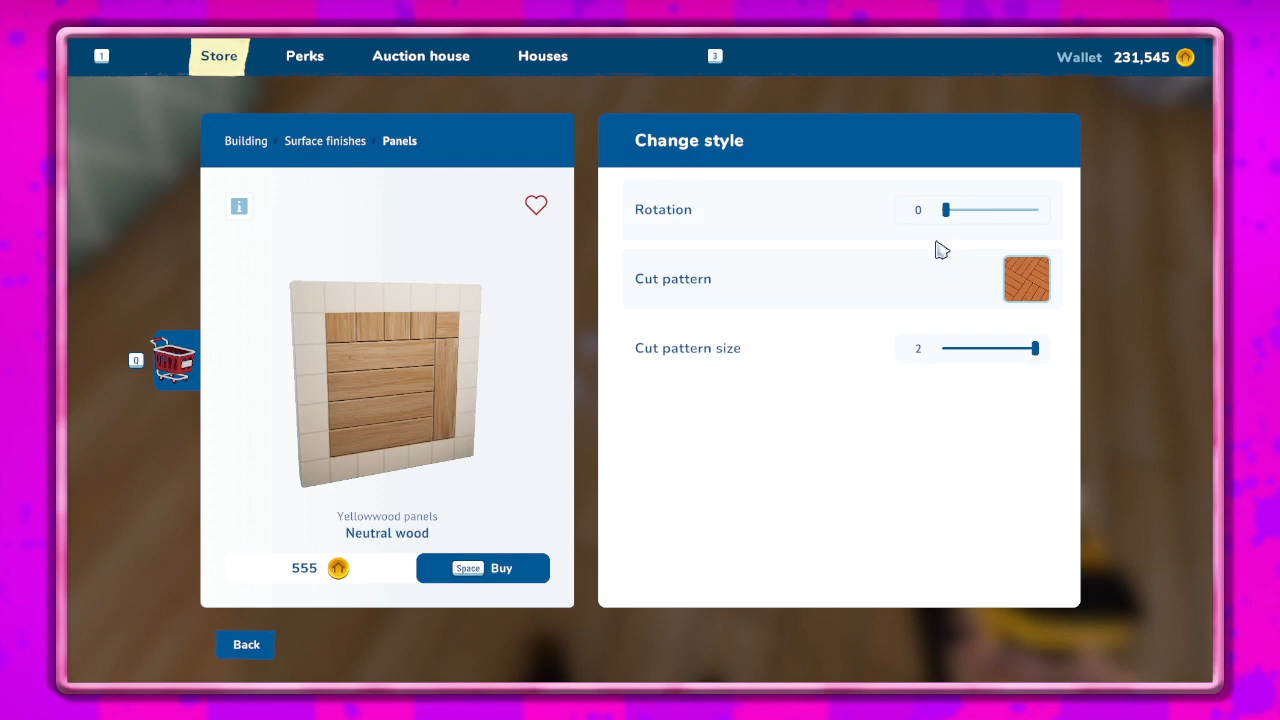 1 Store Perks Auction house Houses 3 Wallet 231,545
Building Surface finishes Panels
Change style
i
Rotation 0
Cut pattern
Cut pattern size 2
Q
Yellowwood panels
Neutral wood
555 Space Buy
Back